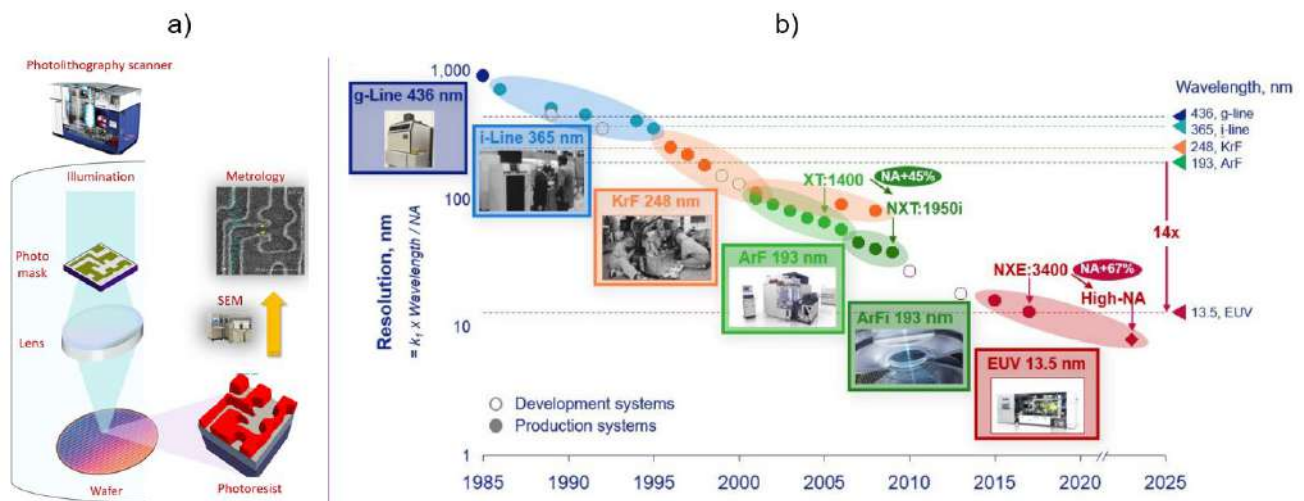 a)
Photolithography scanner
Illumination
Metrology
Photo
mask
SEM
Lens
Wafer
Photoresist
b)
Resolution, nm
= k₁ x Wavelength / NA
1,000
100
10
1
1985
1990
1995
2000
2005
2010
2015
2020
2025
g-Line 436 nm
i-Line 365 nm
KrF 248 nm
ArF 193 nm
ArFi 193 nm
EUV 13.5 nm
XT:1400
NA+45%
NXT:1950i
NXE:3400
NA+67%
High-NA
14x
Wavelength, nm
436, g-line
365, i-line
248, KrF
193, ArF
13.5, EUV
Development systems
Production systems